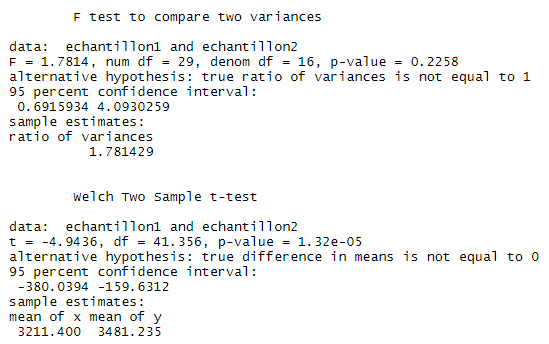 F test to compare two variances
data:  echantillon1 and echantillon2
F = 1.7814, num df = 29, denom df = 16, p-value = 0.2258
alternative hypothesis: true ratio of variances is not equal to 1
95 percent confidence interval:
0.6915934 4.0930259
sample estimates:
ratio of variances
1.781429
Welch Two Sample t-test
data:  echantillon1 and echantillon2
t = -4.9436, df = 41.356, p-value = 1.32e-05
alternative hypothesis: true difference in means is not equal to 0
95 percent confidence interval:
-380.0394 -159.6312
sample estimates:
mean of x mean of y
3211.400  3481.235